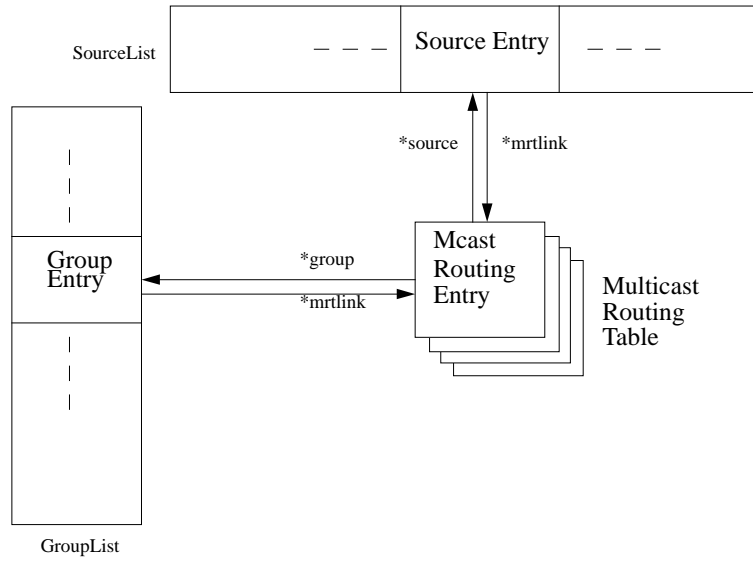 Source Entry
SourceList
*source
*mrtlink
Mcast
Routing
Entry
Group
Entry
*group
*mrtlink
Multicast
Routing
Table
GroupList